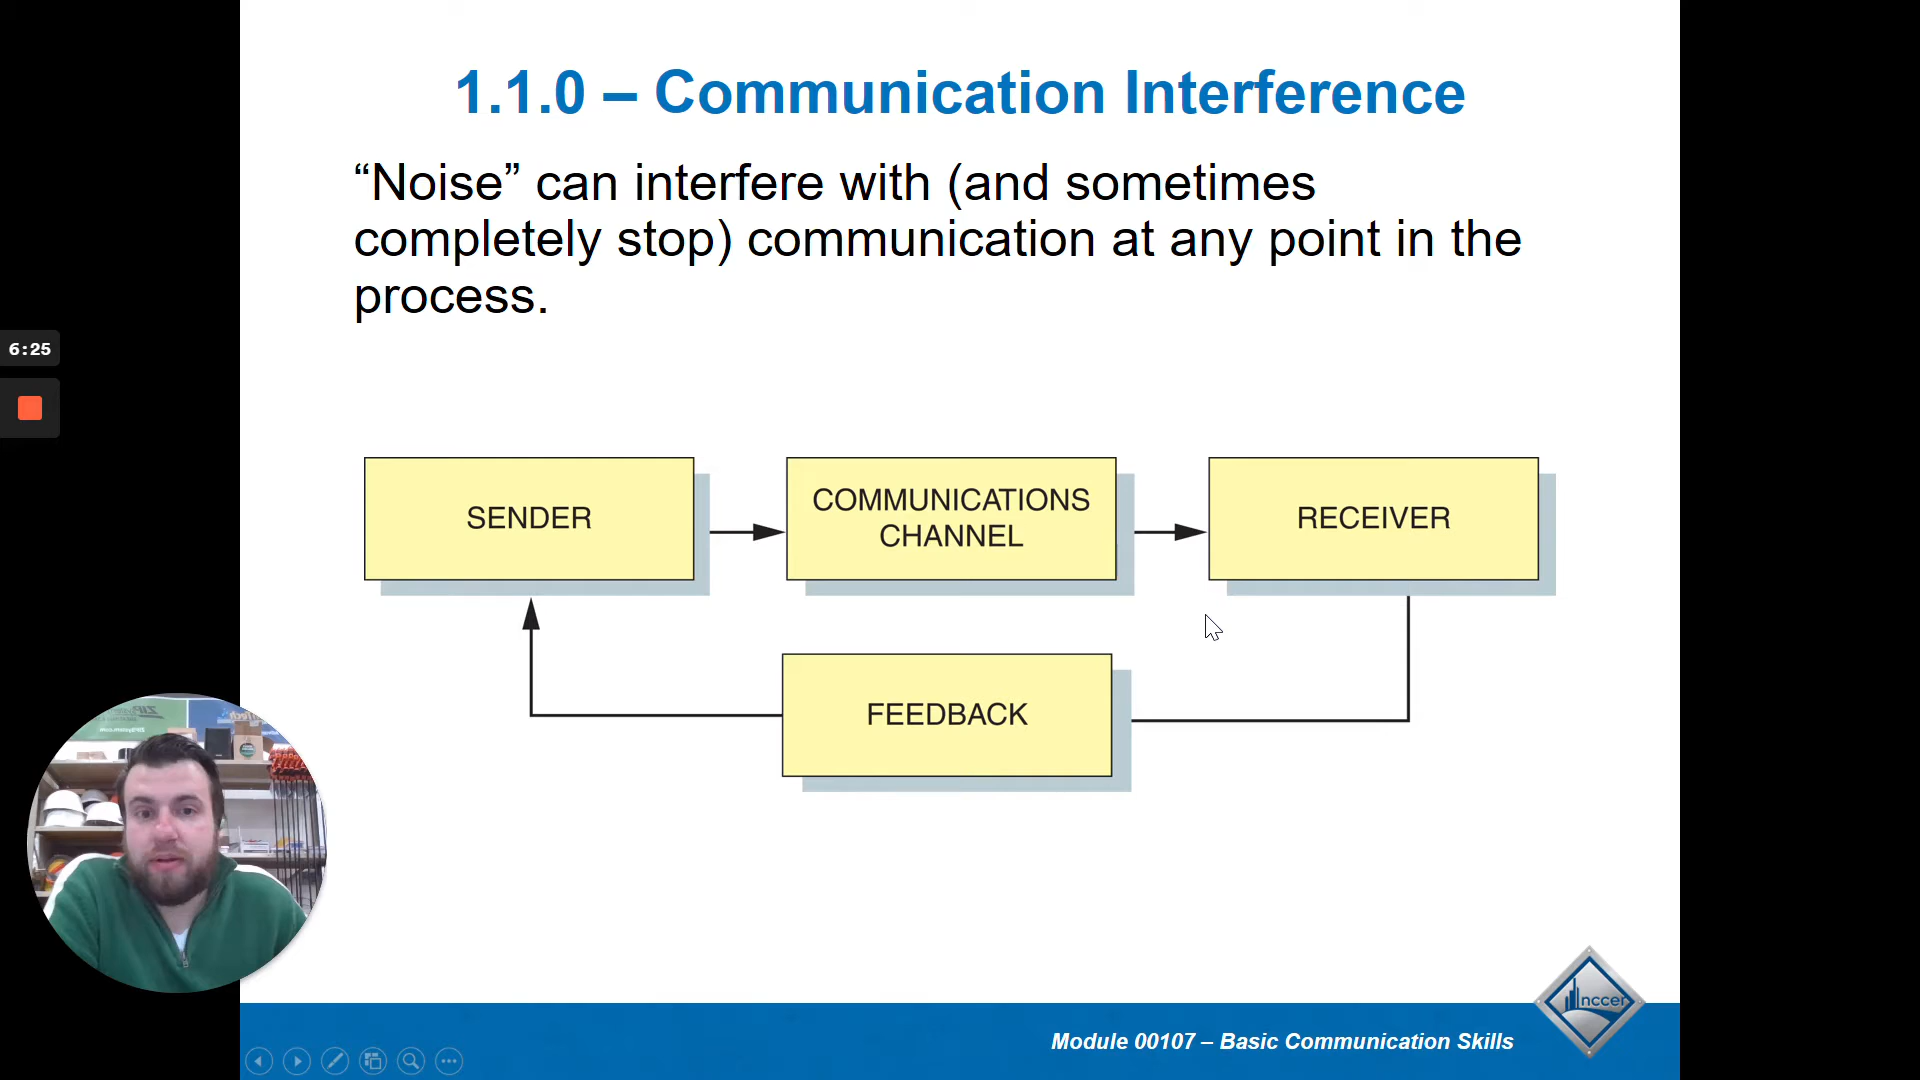 1.1.0 – Communication Interference
“Noise” can interfere with (and sometimes
completely stop) communication at any point in the
process.
6:25
SENDER
COMMUNICATIONS
CHANNEL
RECEIVER
FEEDBACK
nccer
Module 00107 – Basic Communication Skills